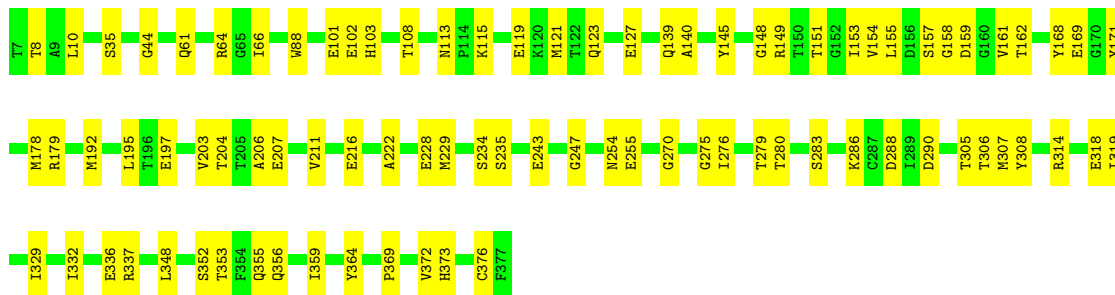 T7 T8 A9 L10 S35 G44 Q61 R64 G65 I66 W88 E101 E102 H103 T108 N113 P114 K115 E119 K120 M121 T122 Q123 E127 Q139 A140 Y145 G148 R149 T150 T151 G152 I153 V154 L155 D156 S157 G158 D159 G160 V161 T162 Y168 E169 G170
M178 R179 M192 L195 T196 E197 V203 T204 T205 A206 E207 V211 E216 A222 E228 M229 S234 S235 E243 G247 N254 E255 G270 G275 I276 T279 T280 S283 K286 C287 D288 I289 D290 T305 T306 M307 Y308 R314 E318
I329 I332 E336 R337 L348 S352 T353 F354 Q355 Q356 I359 Y364 P369 V372 H373 C376 F377